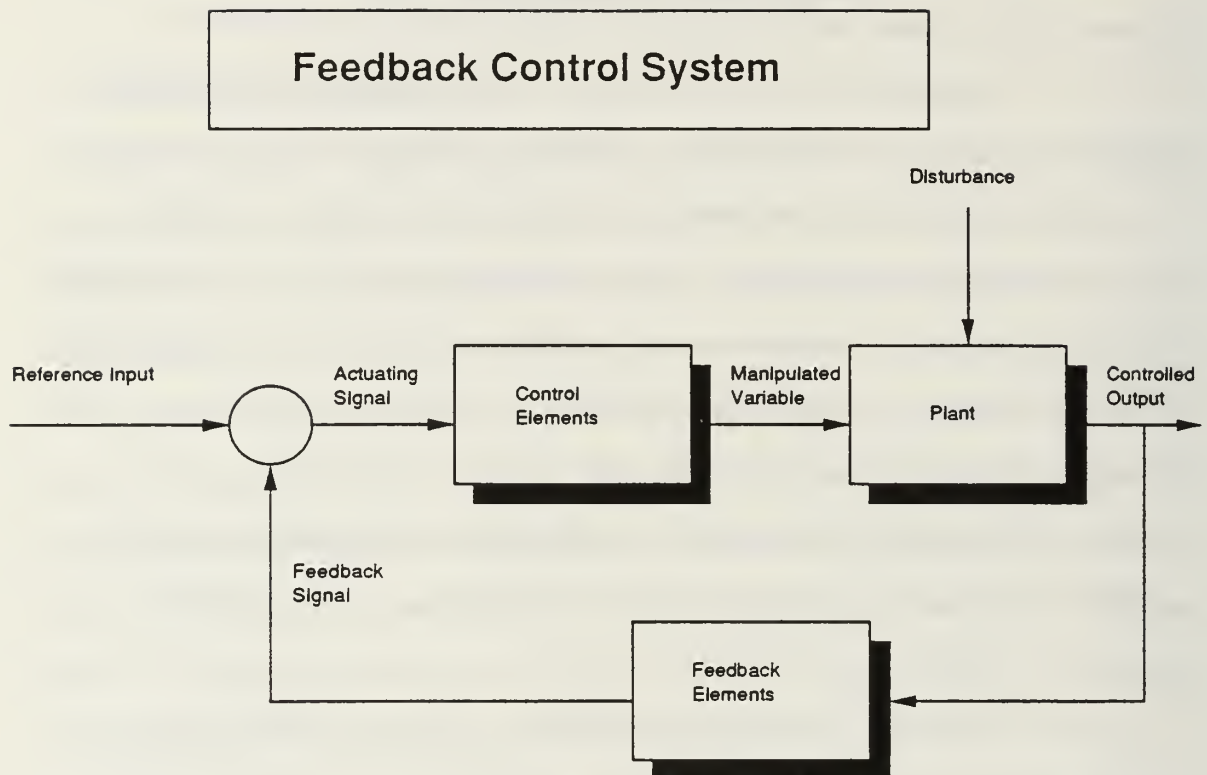 Feedback Control System
Disturbance
Reference Input
Actuating
Signal
Control
Elements
Manipulated
Variable
Plant
Controlled
Output
Feedback
Signal
Feedback
Elements